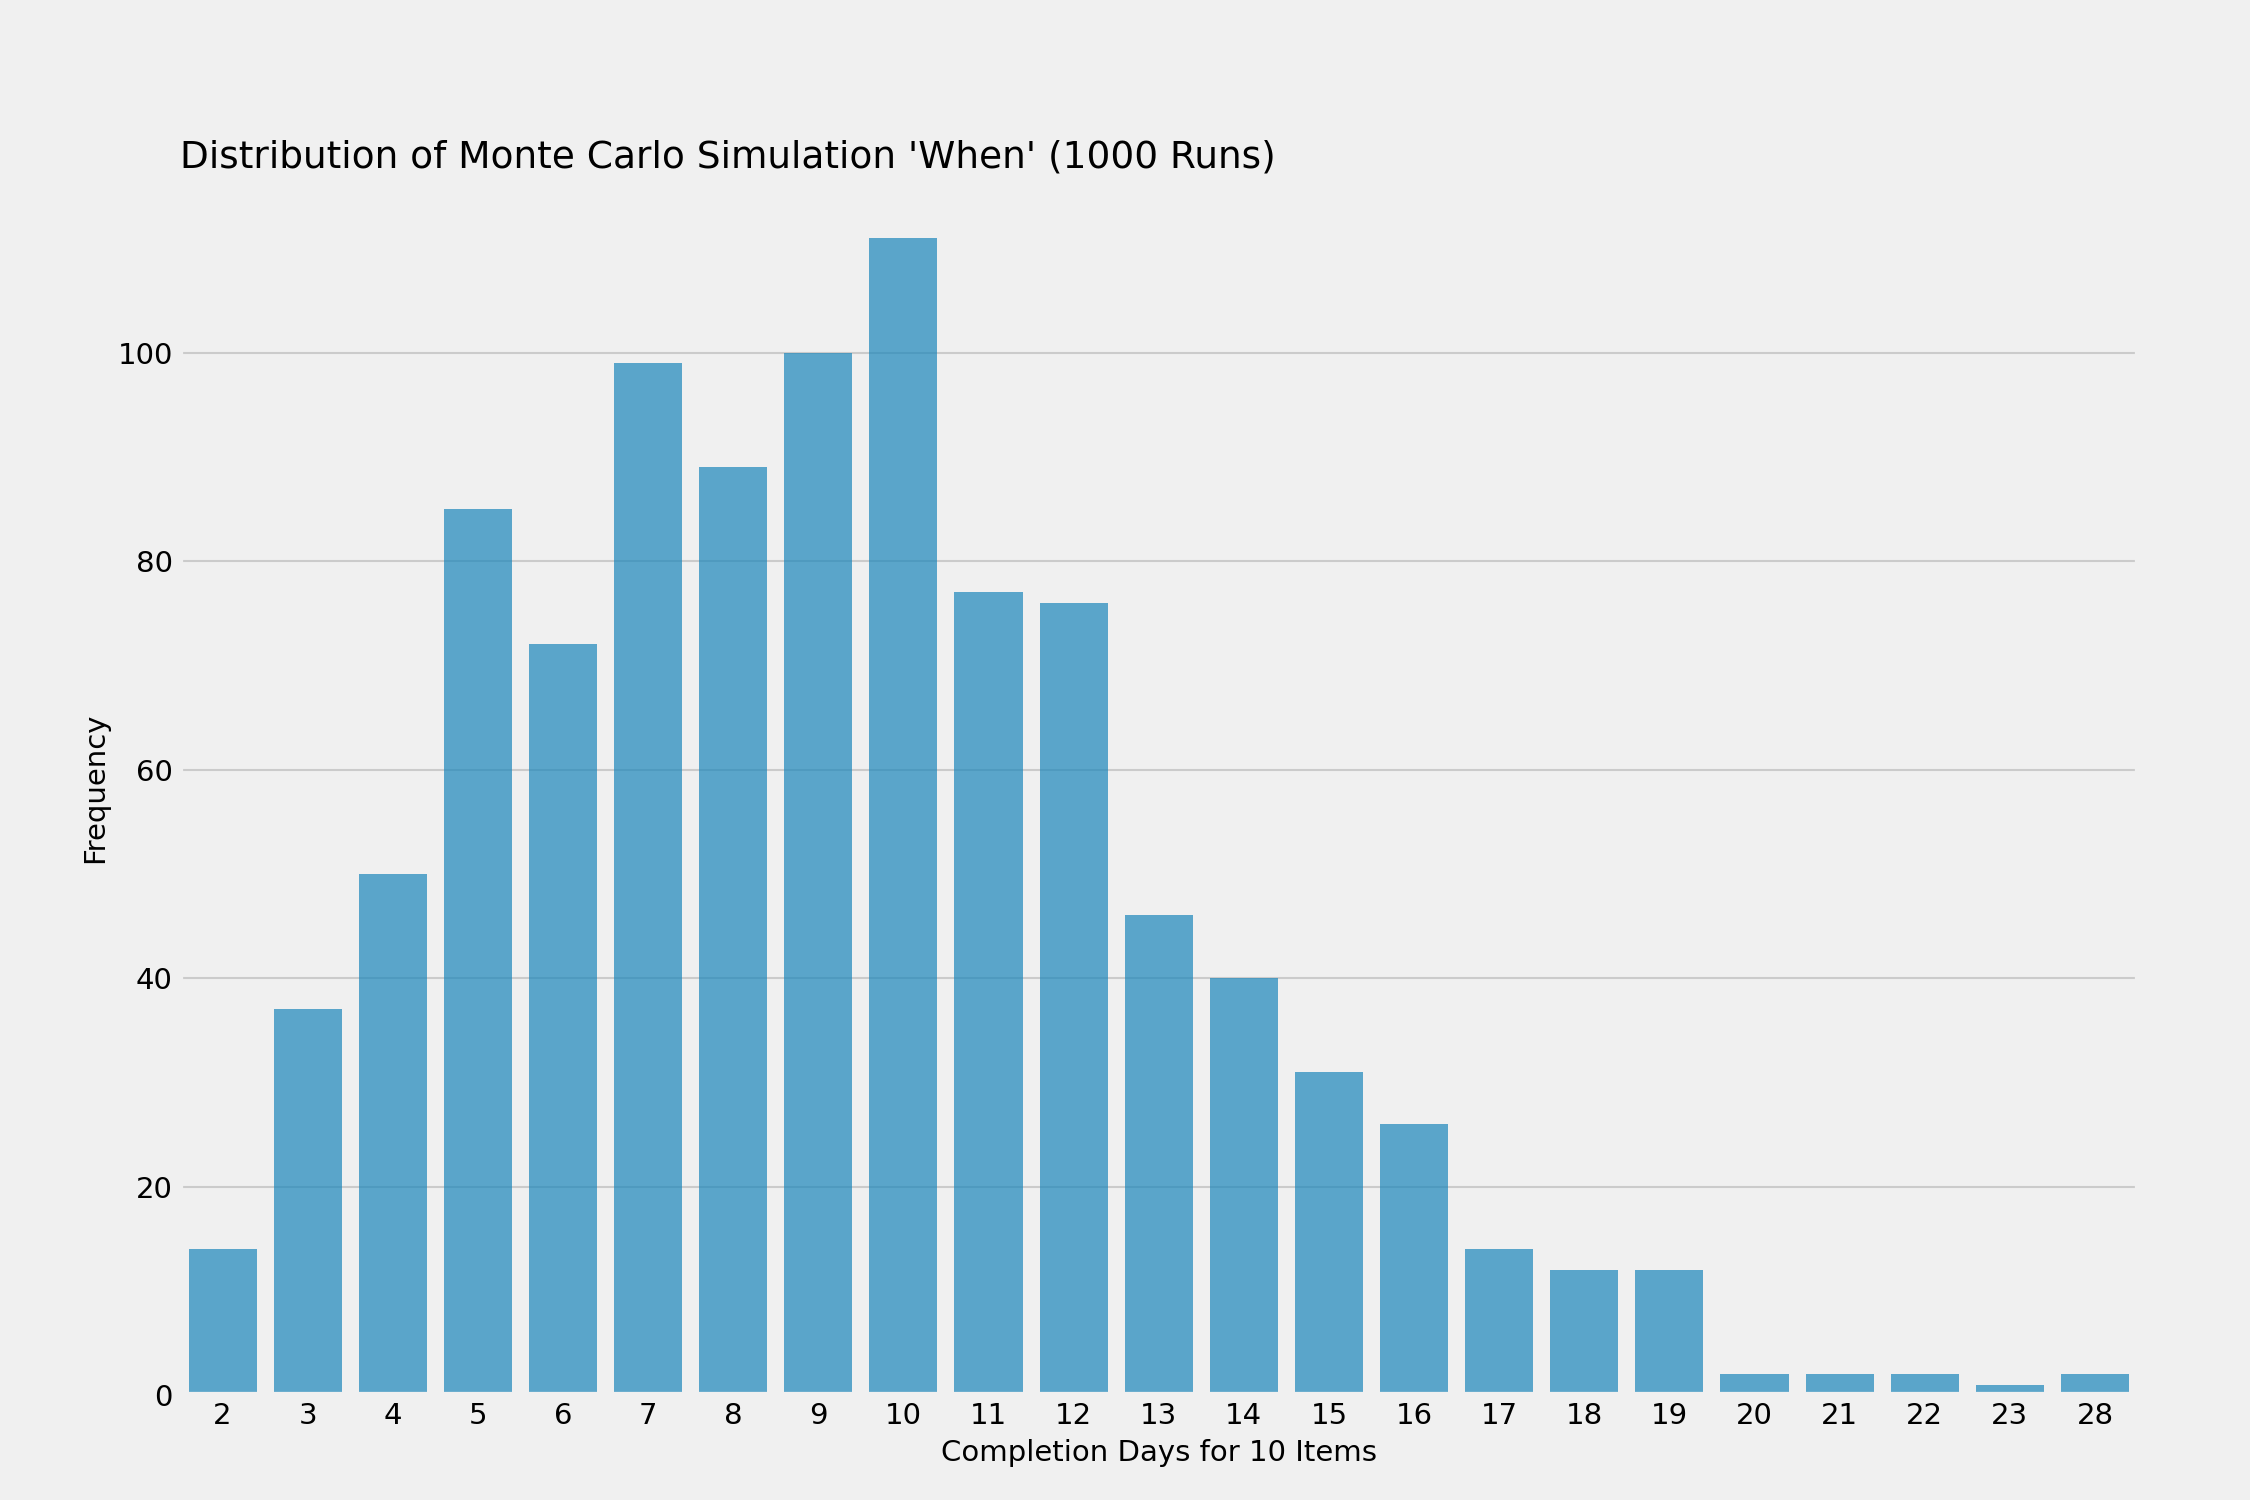 Distribution of Monte Carlo Simulation 'When' (1000 Runs)
100
80
60
40
20
0
Frequency
2 3 4 5 6 7 8 9 10 11 12 13 14 15 16 17 18 19 20 21 22 23 28
Completion Days for 10 Items